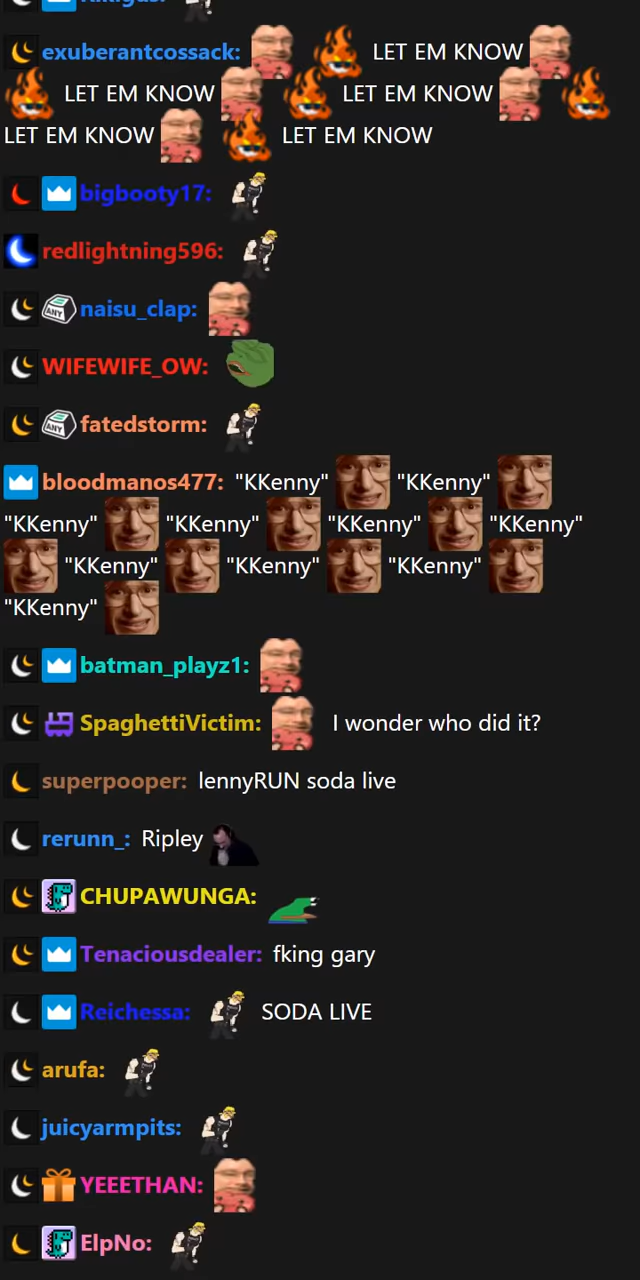 exuberantcossack: LET EM KNOW
LET EM KNOW LET EM KNOW
LET EM KNOW LET EM KNOW
bigbooty17:
redlightning596:
ANY naisu_clap:
WIFEWIFE_OW:
ANY fatedstorm:
bloodmanos477: "KKenny" "KKenny"
"KKenny" "KKenny" "KKenny" "KKenny"
"KKenny" "KKenny" "KKenny"
"KKenny"
batman_playz1:
SpaghettiVictim: I wonder who did it?
superpooper: lennyRUN soda live
rerunn_: Ripley
CHUPAWUNGA:
Tenaciousdealer: fking gary
Reichessa: SODA LIVE
arufa:
juicyarmpits:
YEEETHAN:
ElpNo: